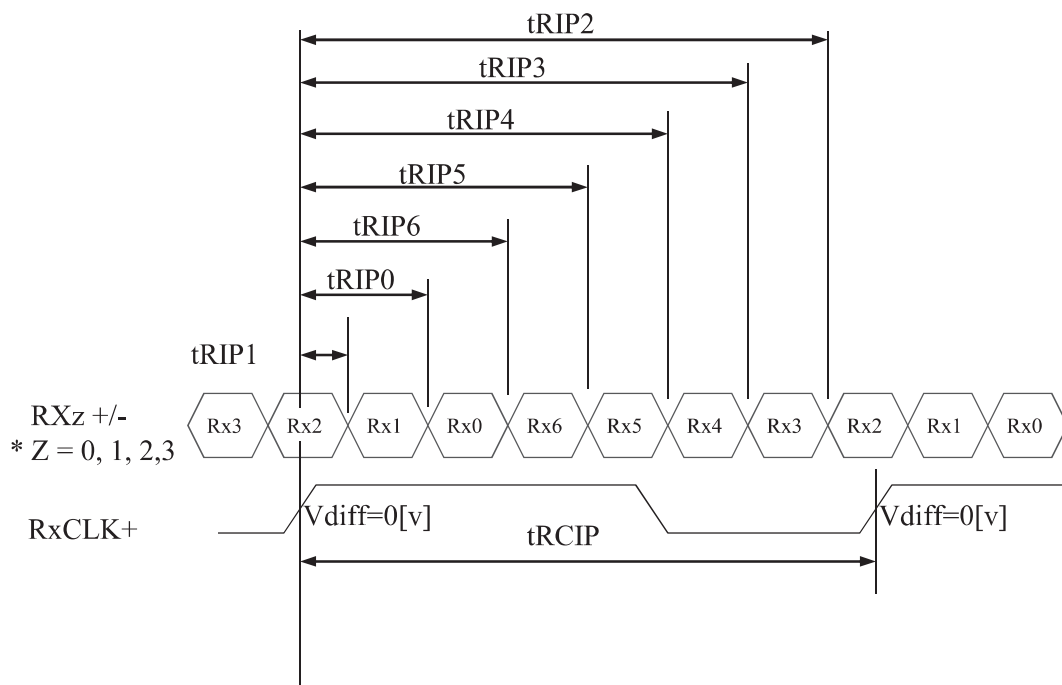 tRIP2
tRIP3
tRIP4
tRIP5
tRIP6
tRIP0
tRIP1
RXz +/-
* Z = 0, 1, 2,3
Rx3 Rx2 Rx1 Rx0 Rx6 Rx5 Rx4 Rx3 Rx2 Rx1 Rx0
RxCLK+
Vdiff=0[v] Vdiff=0[v]
tRCIP